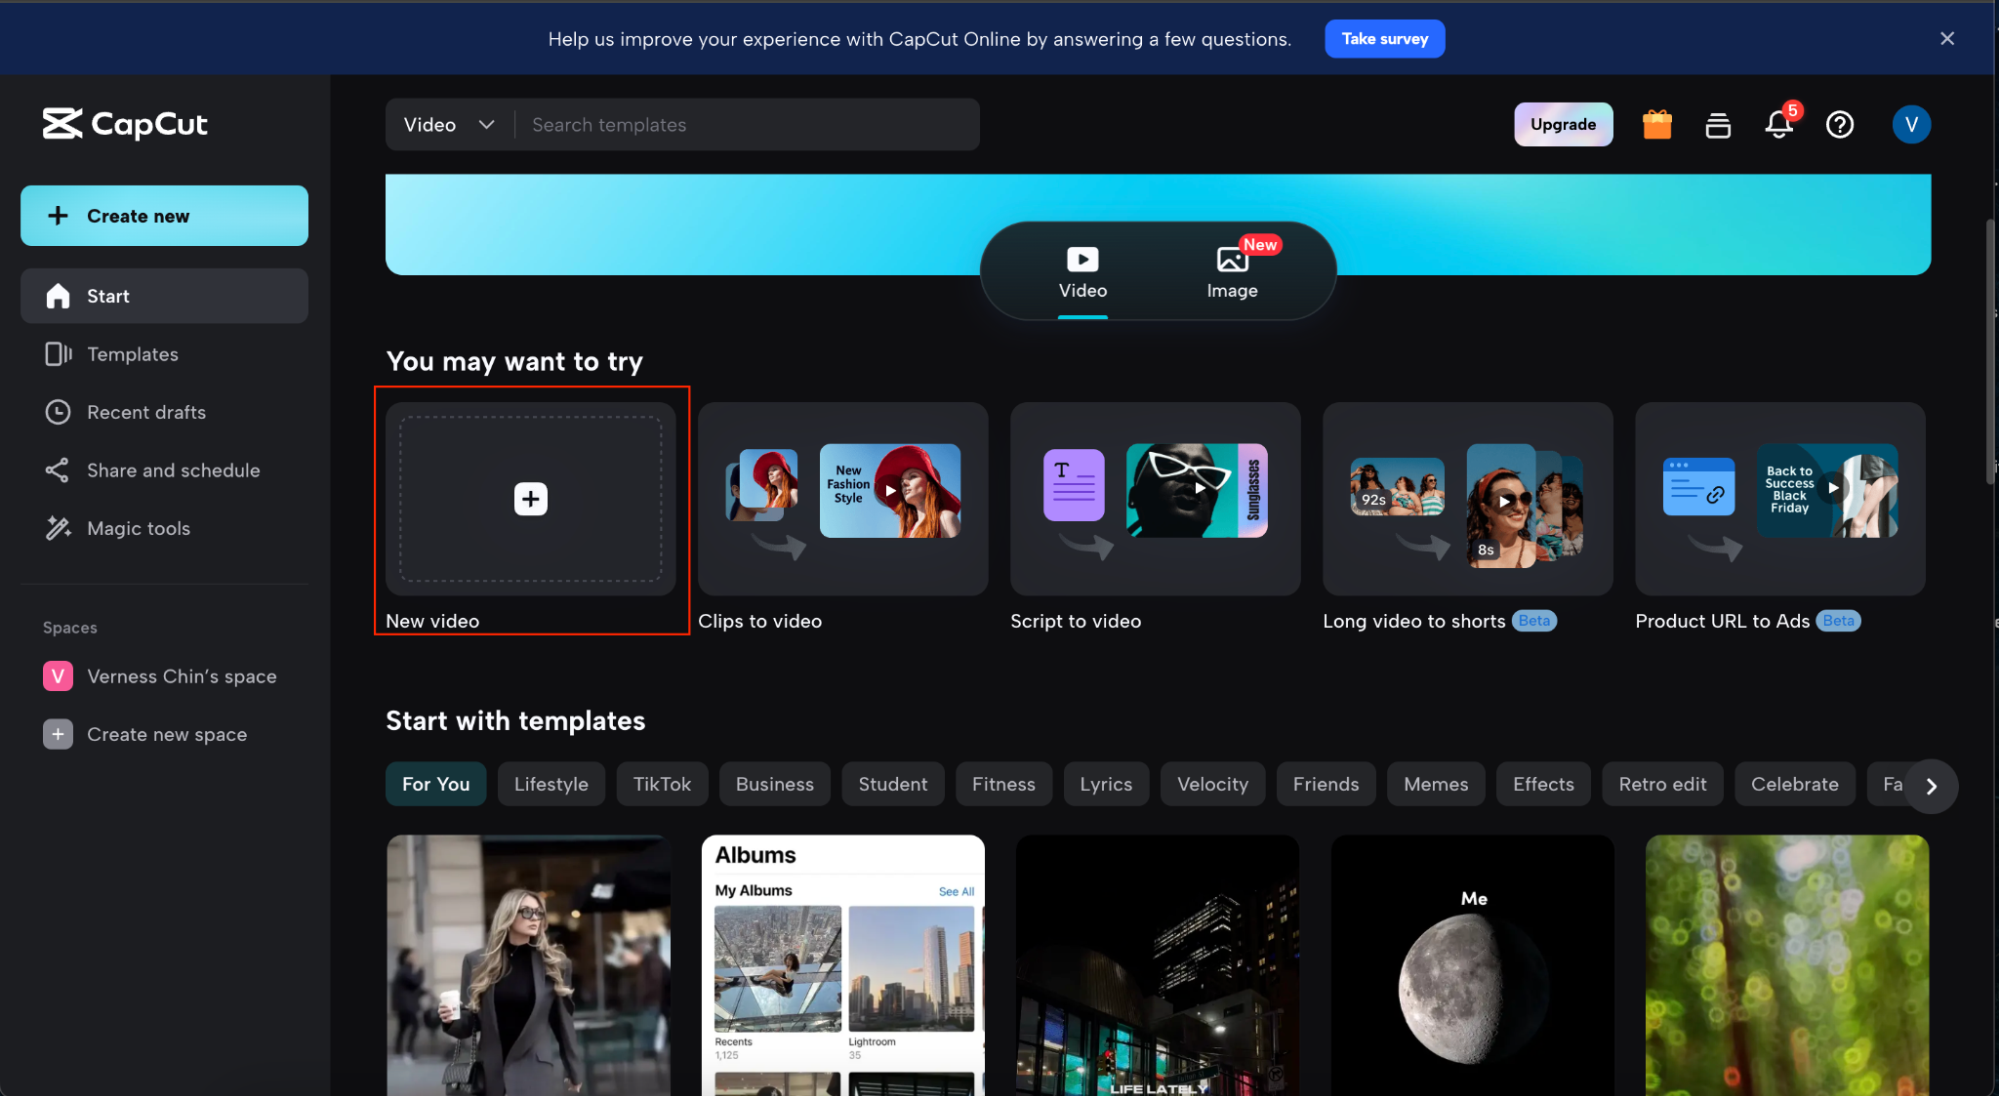 Help us improve your experience with CapCut Online by answering a few questions.
Take survey
CapCut
Video
Search templates
Upgrade
5
V
Create new
Start
Templates
Recent drafts
Share and schedule
Magic tools
Spaces
V
Verness Chin's space
Create new space
Video
New
Image
You may want to try
New video
New
Fashion
Style
Clips to video
T
Sunglasses
Script to video
92s
8s
Long video to shorts Beta
Back to
Success
Black
Friday
Product URL to Ads Beta
Start with templates
For You
Lifestyle
TikTok
Business
Student
Fitness
Lyrics
Velocity
Friends
Memes
Effects
Retro edit
Celebrate
Fa
Albums
My Albums
See All
Recents
1,125
Lightroom
35
LIFE LATELY
Me